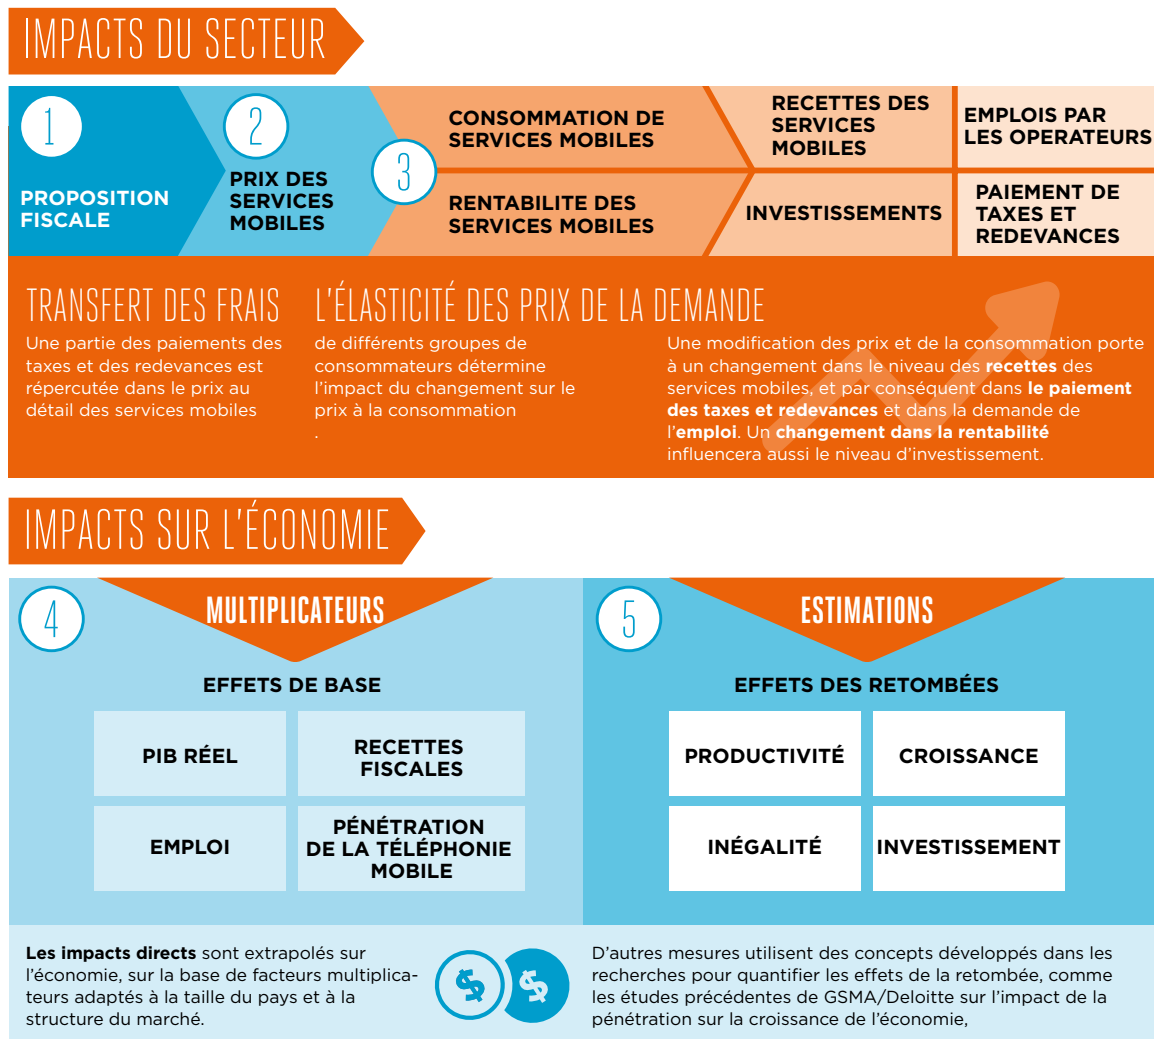 IMPACTS DU SECTEUR
1
PROPOSITION
FISCALE
2
PRIX DES
SERVICES
MOBILES
3
CONSOMMATION DE
SERVICES MOBILES
RENTABILITE DES
SERVICES MOBILES
RECETTES DES
SERVICES
MOBILES
INVESTISSEMENTS
EMPLOIS PAR
LES OPERATEURS
PAIEMENT DE
TAXES ET
REDEVANCES
TRANSFERT DES FRAIS
Une partie des paiements des
taxes et des redevances est
répercutée dans le prix au
détail des services mobiles
L'ÉLASTICITÉ DES PRIX DE LA DEMANDE
de différents groupes de
consommateurs détermine
l'impact du changement sur le
prix à la consommation
.
Une modification des prix et de la consommation porte
à un changement dans le niveau des recettes des
services mobiles, et par conséquent dans le paiement
des taxes et redevances et dans la demande de
l'emploi. Un changement dans la rentabilité
influencera aussi le niveau d'investissement.
IMPACTS SUR L'ÉCONOMIE
4
MULTIPLICATEURS
EFFETS DE BASE
PIB RÉEL
RECETTES
FISCALES
EMPLOI
PÉNÉTRATION
DE LA TÉLÉPHONIE
MOBILE
Les impacts directs sont extrapolés sur
l'économie, sur la base de facteurs multiplica-
teurs adaptés à la taille du pays et à la
structure du marché.
$ $
5
ESTIMATIONS
EFFETS DES RETOMBÉES
PRODUCTIVITÉ
CROISSANCE
INÉGALITÉ
INVESTISSEMENT
D'autres mesures utilisent des concepts développés dans les
recherches pour quantifier les effets de la retombée, comme
les études précédentes de GSMA/Deloitte sur l'impact de la
pénétration sur la croissance de l'économie,